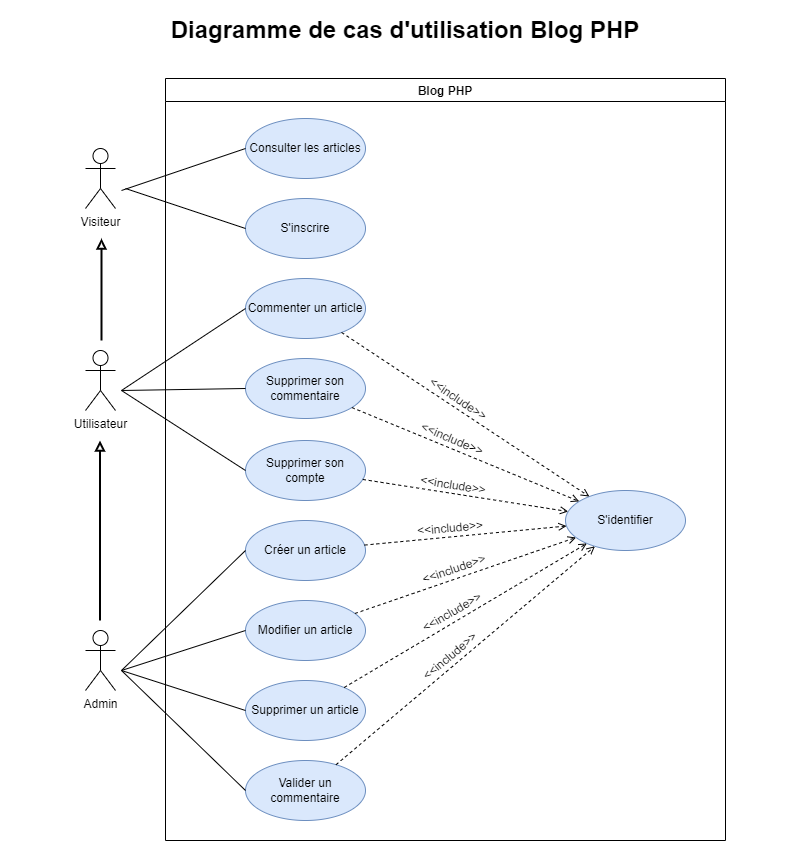 Diagramme de cas d'utilisation Blog PHP
Blog PHP
Consulter les articles
Visiteur
S'inscrire
Commenter un article
<<include>>
Supprimer son
commentaire
<<include>>
Utilisateur
Supprimer son
compte
<<include>>
S'identifier
Créer un article
<<include>>
Modifier un article
<<include>>
<<include>>
<<include>>
Admin
Supprimer un article
Valider un
commentaire